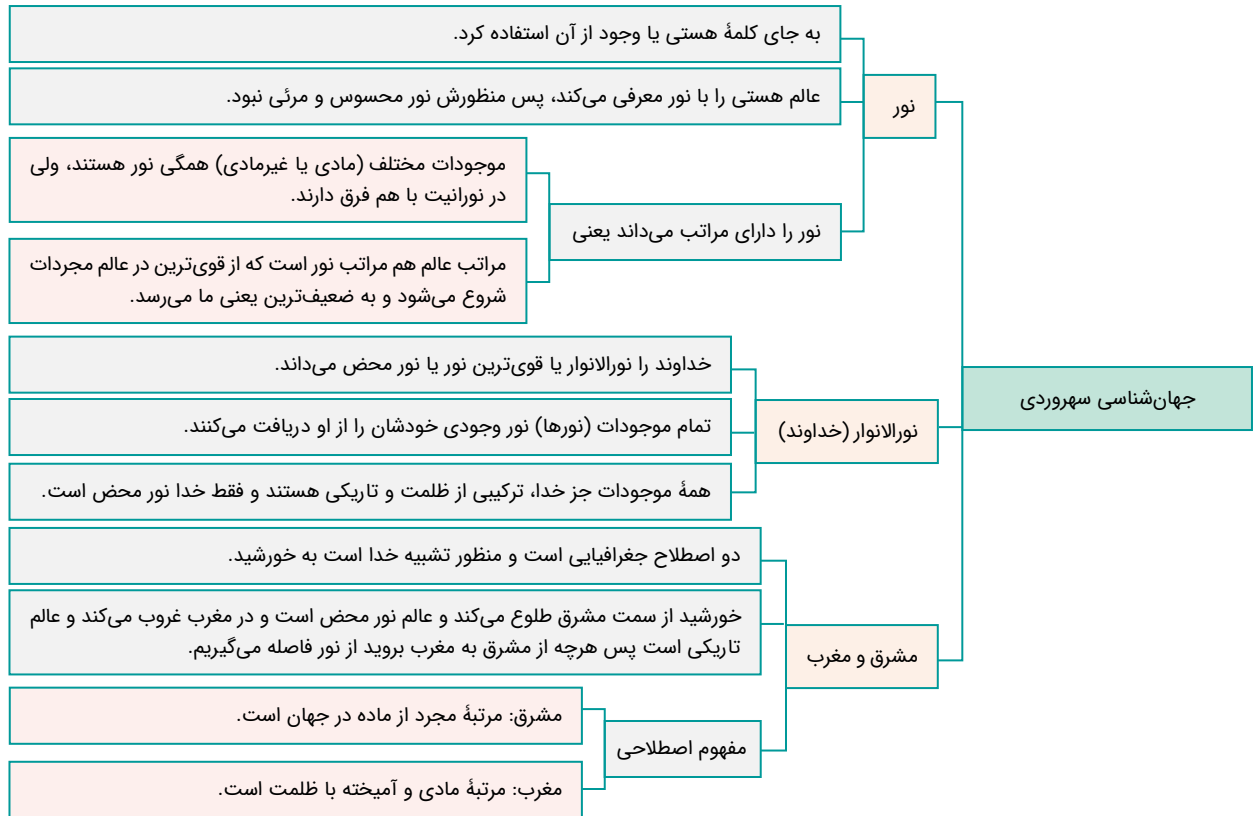 جهان‌شناسی سهروردی
نور
به جای کلمهٔ هستی یا وجود از آن استفاده کرد.
عالم هستی را با نور معرفی می‌کند، پس منظورش نور محسوس و مرئی نبود.
نور را دارای مراتب می‌داند یعنی
موجودات مختلف (مادی یا غیرمادی) همگی نور هستند، ولی
در نورانیت با هم فرق دارند.
مراتب عالم هم مراتب نور است که از قوی‌ترین در عالم مجردات
شروع می‌شود و به ضعیف‌ترین یعنی ما می‌رسد.
نورالانوار (خداوند)
خداوند را نورالانوار یا قوی‌ترین نور یا نور محض می‌داند.
تمام موجودات (نورها) نور وجودی خودشان را از او دریافت می‌کنند.
همهٔ موجودات جز خدا، ترکیبی از ظلمت و تاریکی هستند و فقط خدا نور محض است.
مشرق و مغرب
دو اصطلاح جغرافیایی است و منظور تشبیه خدا است به خورشید.
خورشید از سمت مشرق طلوع می‌کند و عالم نور محض است و در مغرب غروب می‌کند و عالم
تاریکی است پس هرچه از مشرق به مغرب بروید از نور فاصله می‌گیریم.
مفهوم اصطلاحی
مشرق: مرتبهٔ مجرد از ماده در جهان است.
مغرب: مرتبهٔ مادی و آمیخته با ظلمت است.